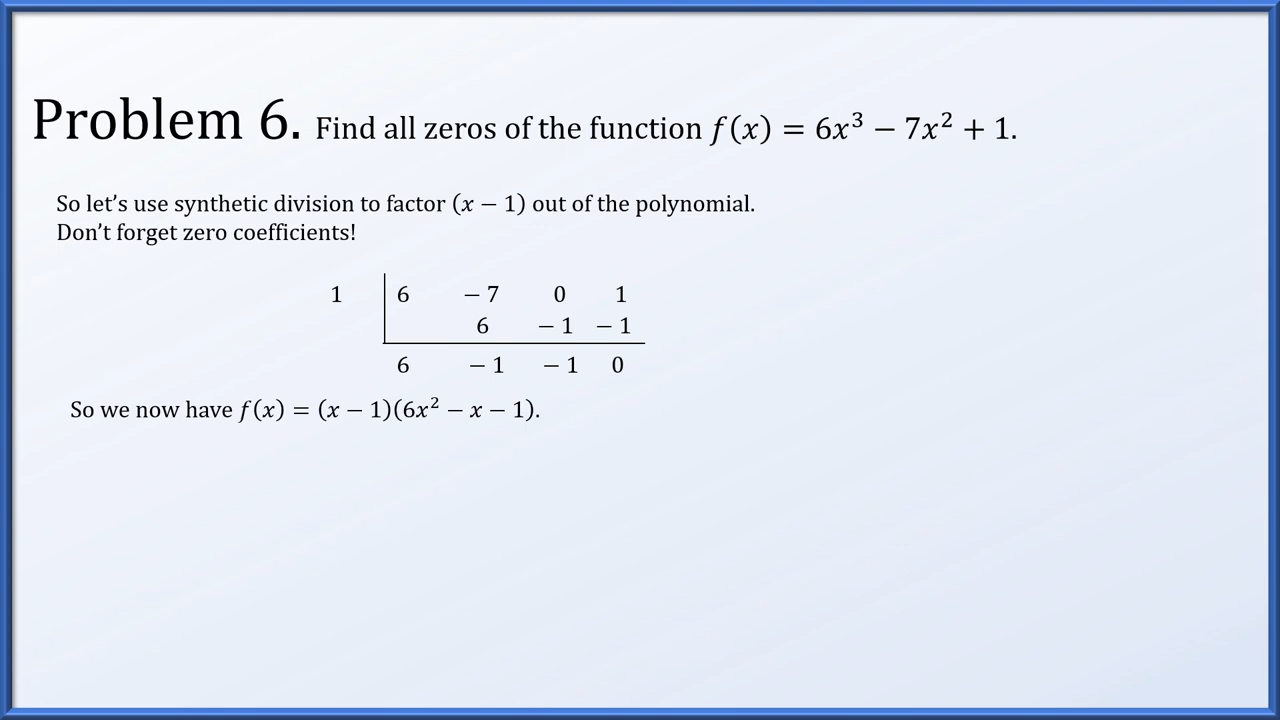 Problem 6. Find all zeros of the function f(x) = 6x³ − 7x² + 1.
So let’s use synthetic division to factor (x − 1) out of the polynomial.
Don’t forget zero coefficients!
1 6 − 7 0 1
6 − 1 − 1
6 − 1 − 1 0
So we now have f(x) = (x − 1)(6x² − x − 1).